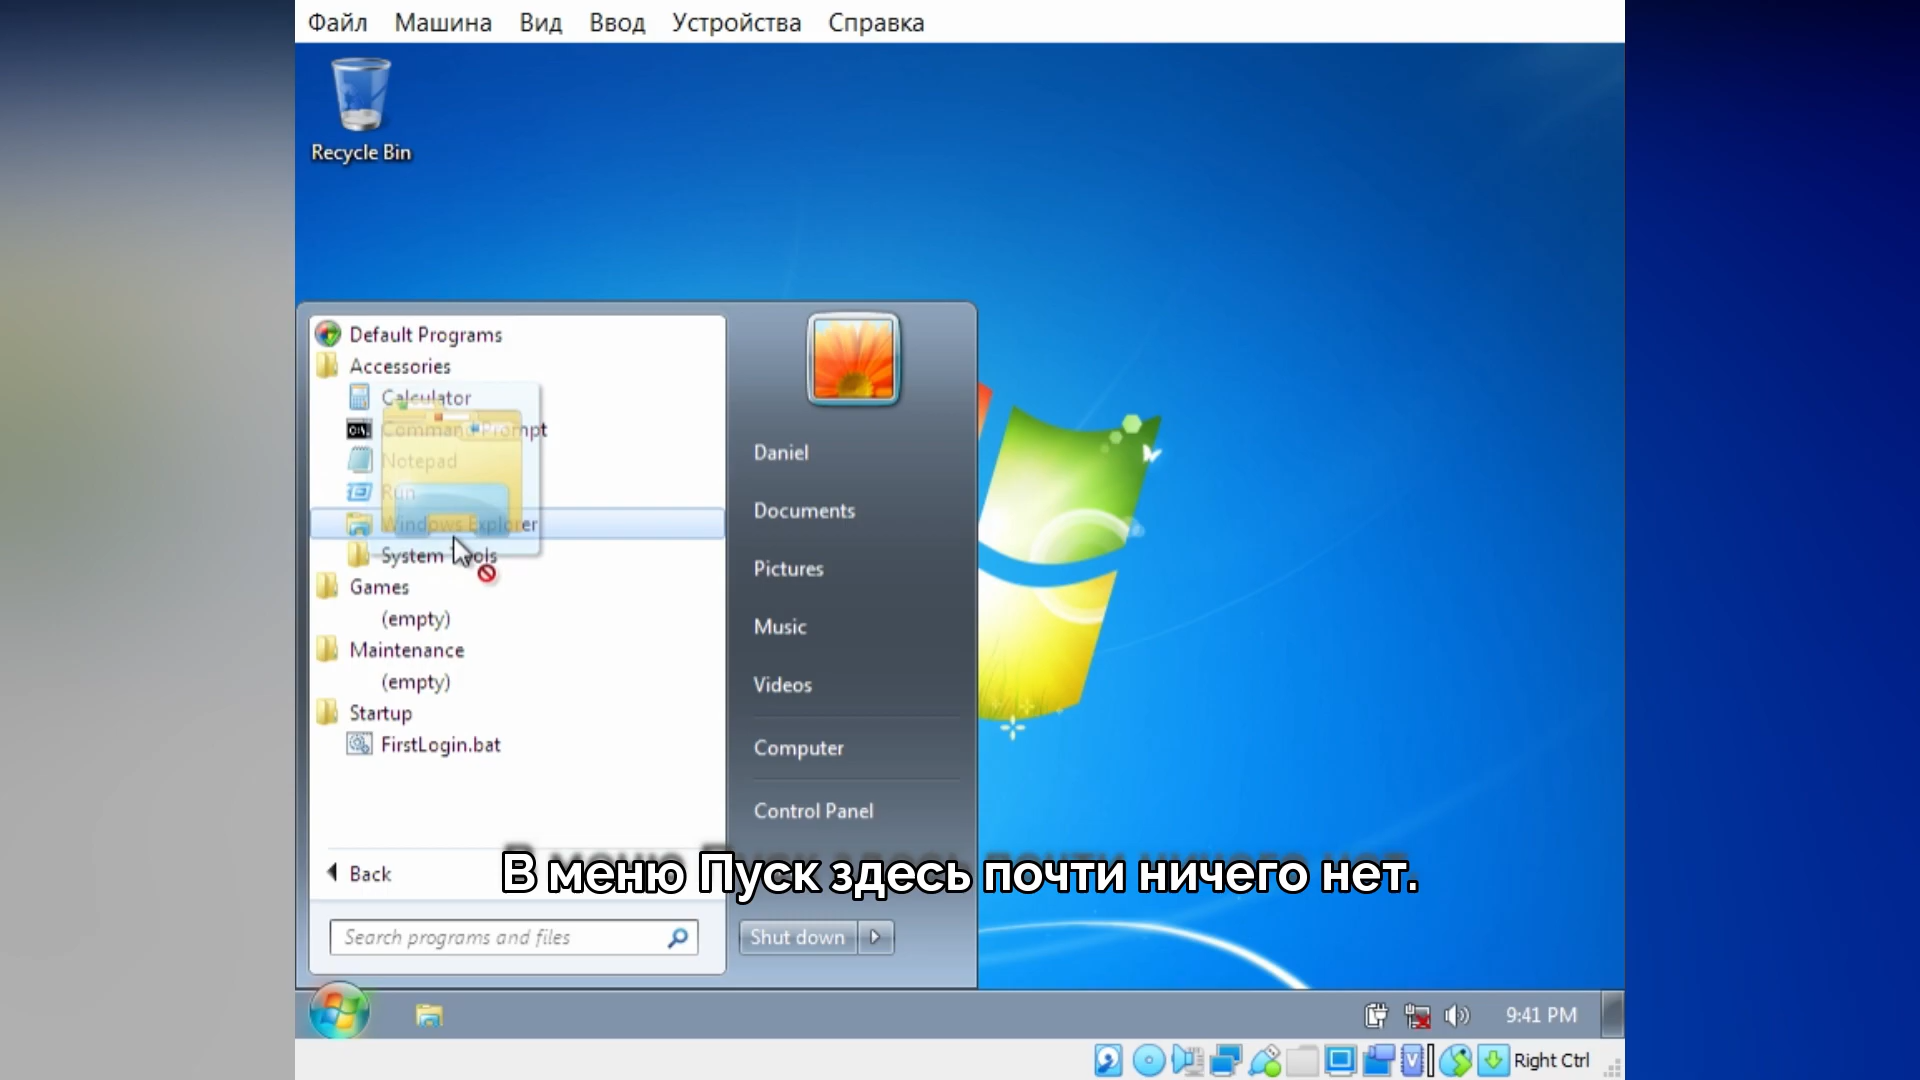 Файл Машина Вид Ввод Устройства Справка
Recycle Bin
Default Programs
Accessories
Calculator
Command Prompt
Notepad
Run
Windows Explorer
System Tools
Games
(empty)
Maintenance
(empty)
Startup
FirstLogin.bat
Back
Search programs and files
Daniel
Documents
Pictures
Music
Videos
Computer
Control Panel
Shut down
В меню Пуск здесь почти ничего нет.
9:41 PM
Right Ctrl